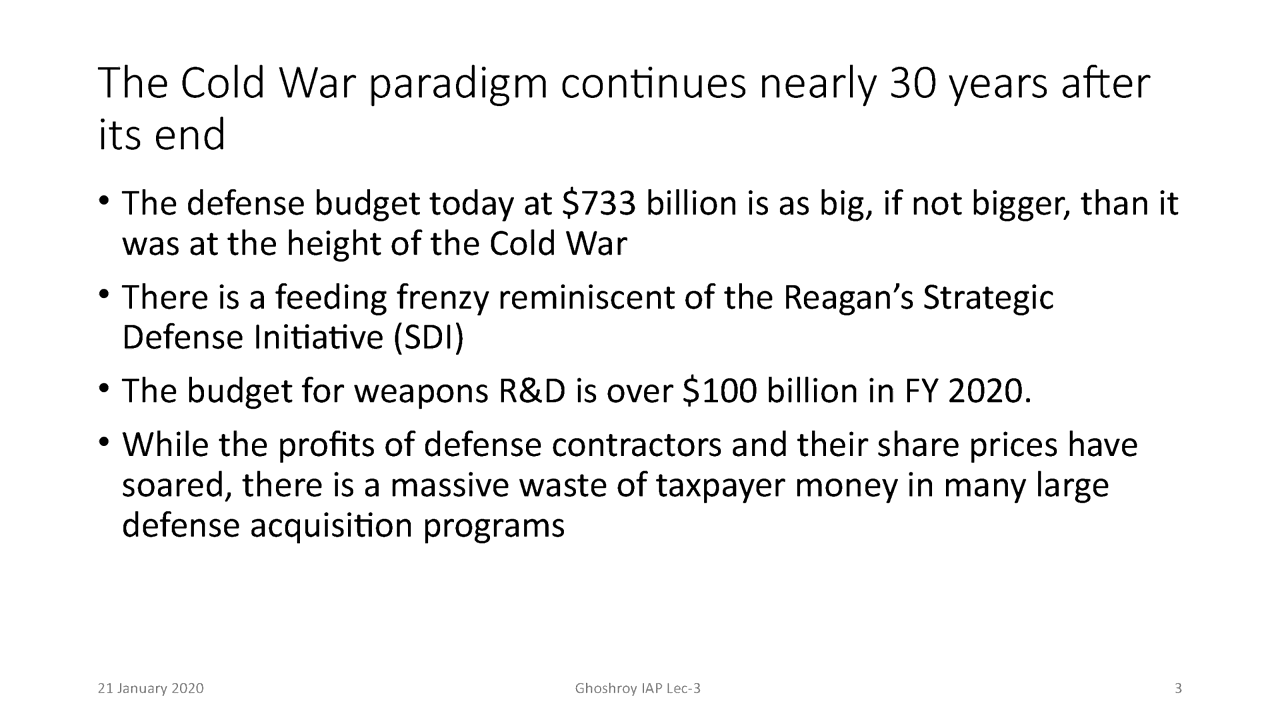 The Cold War paradigm continues nearly 30 years after
its end
• The defense budget today at $733 billion is as big, if not bigger, than it
was at the height of the Cold War
• There is a feeding frenzy reminiscent of the Reagan’s Strategic
Defense Initiative (SDI)
• The budget for weapons R&D is over $100 billion in FY 2020.
• While the profits of defense contractors and their share prices have
soared, there is a massive waste of taxpayer money in many large
defense acquisition programs
21 January 2020
Ghoshroy IAP Lec-3
3